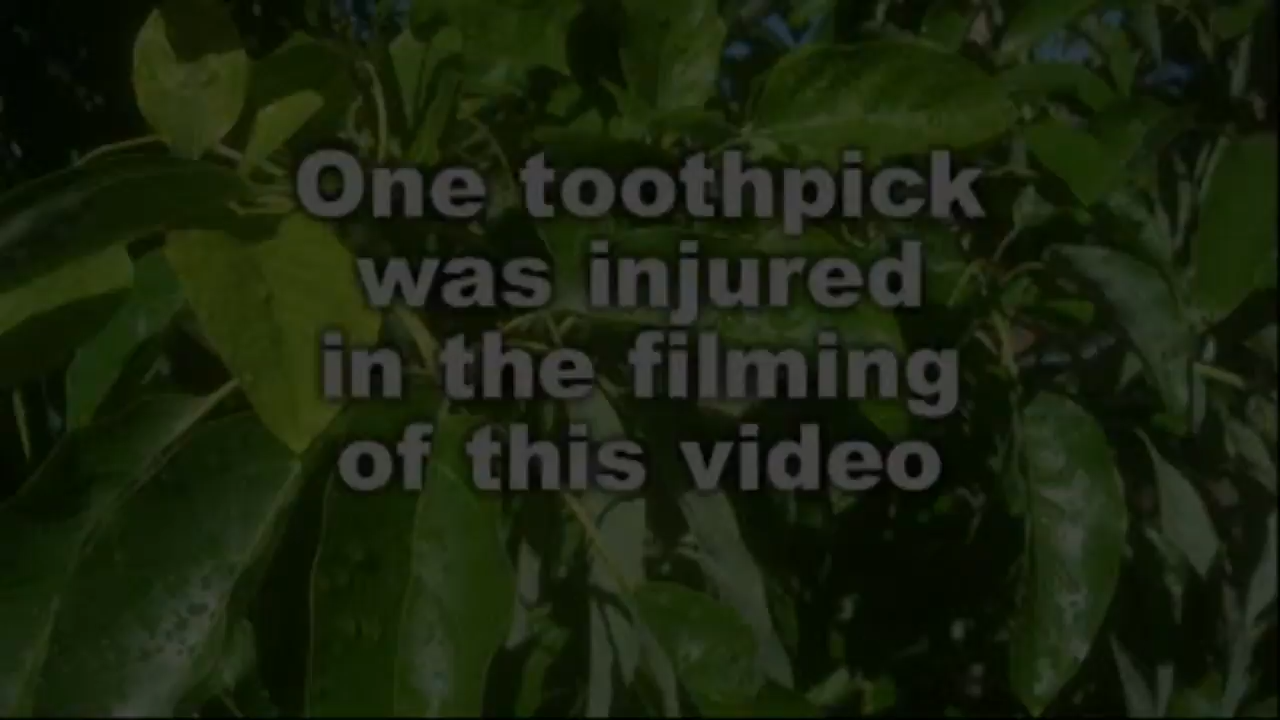 One toothpick
was injured
in the filming
of this video